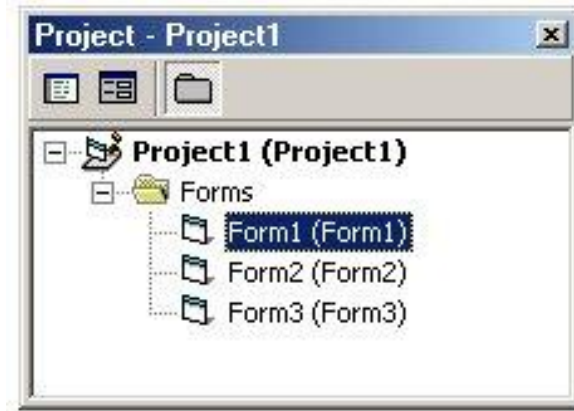 Project - Project1
Project1 (Project1)
Forms
Form1 (Form1)
Form2 (Form2)
Form3 (Form3)